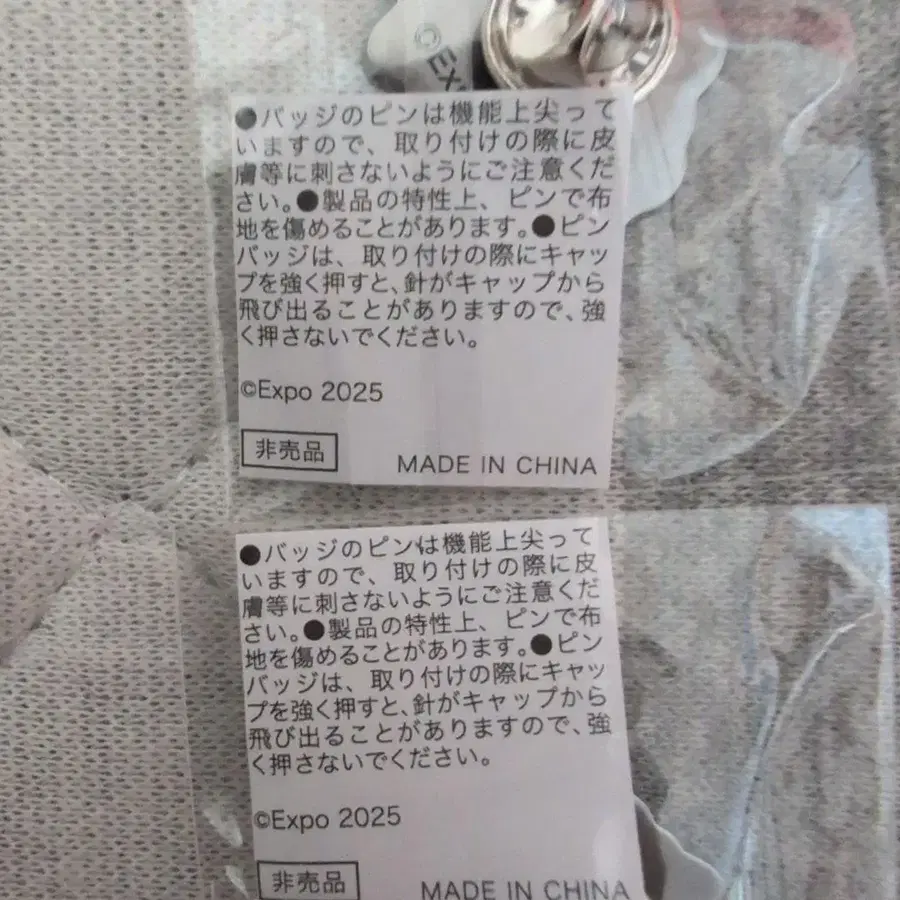 ©EX
●バッジのピンは機能上尖って
いますので、取り付けの際に皮
膚等に刺さないようにご注意くだ
さい。●製品の特性上、ピンで布
地を傷めることがあります。●ピン
バッジは、取り付けの際にキャッ
プを強く押すと、針がキャップから
飛び出ることがありますので、強
く押さないでください。
©Expo 2025
非売品
MADE IN CHINA
●バッジのピンは機能上尖って
いますので、取り付けの際に皮
膚等に刺さないようにご注意くだ
さい。●製品の特性上、ピンで布
地を傷めることがあります。●ピン
バッジは、取り付けの際にキャッ
プを強く押すと、針がキャップから
飛び出ることがありますので、強
く押さないでください。
©Expo 2025
非売品
MADE IN CHINA